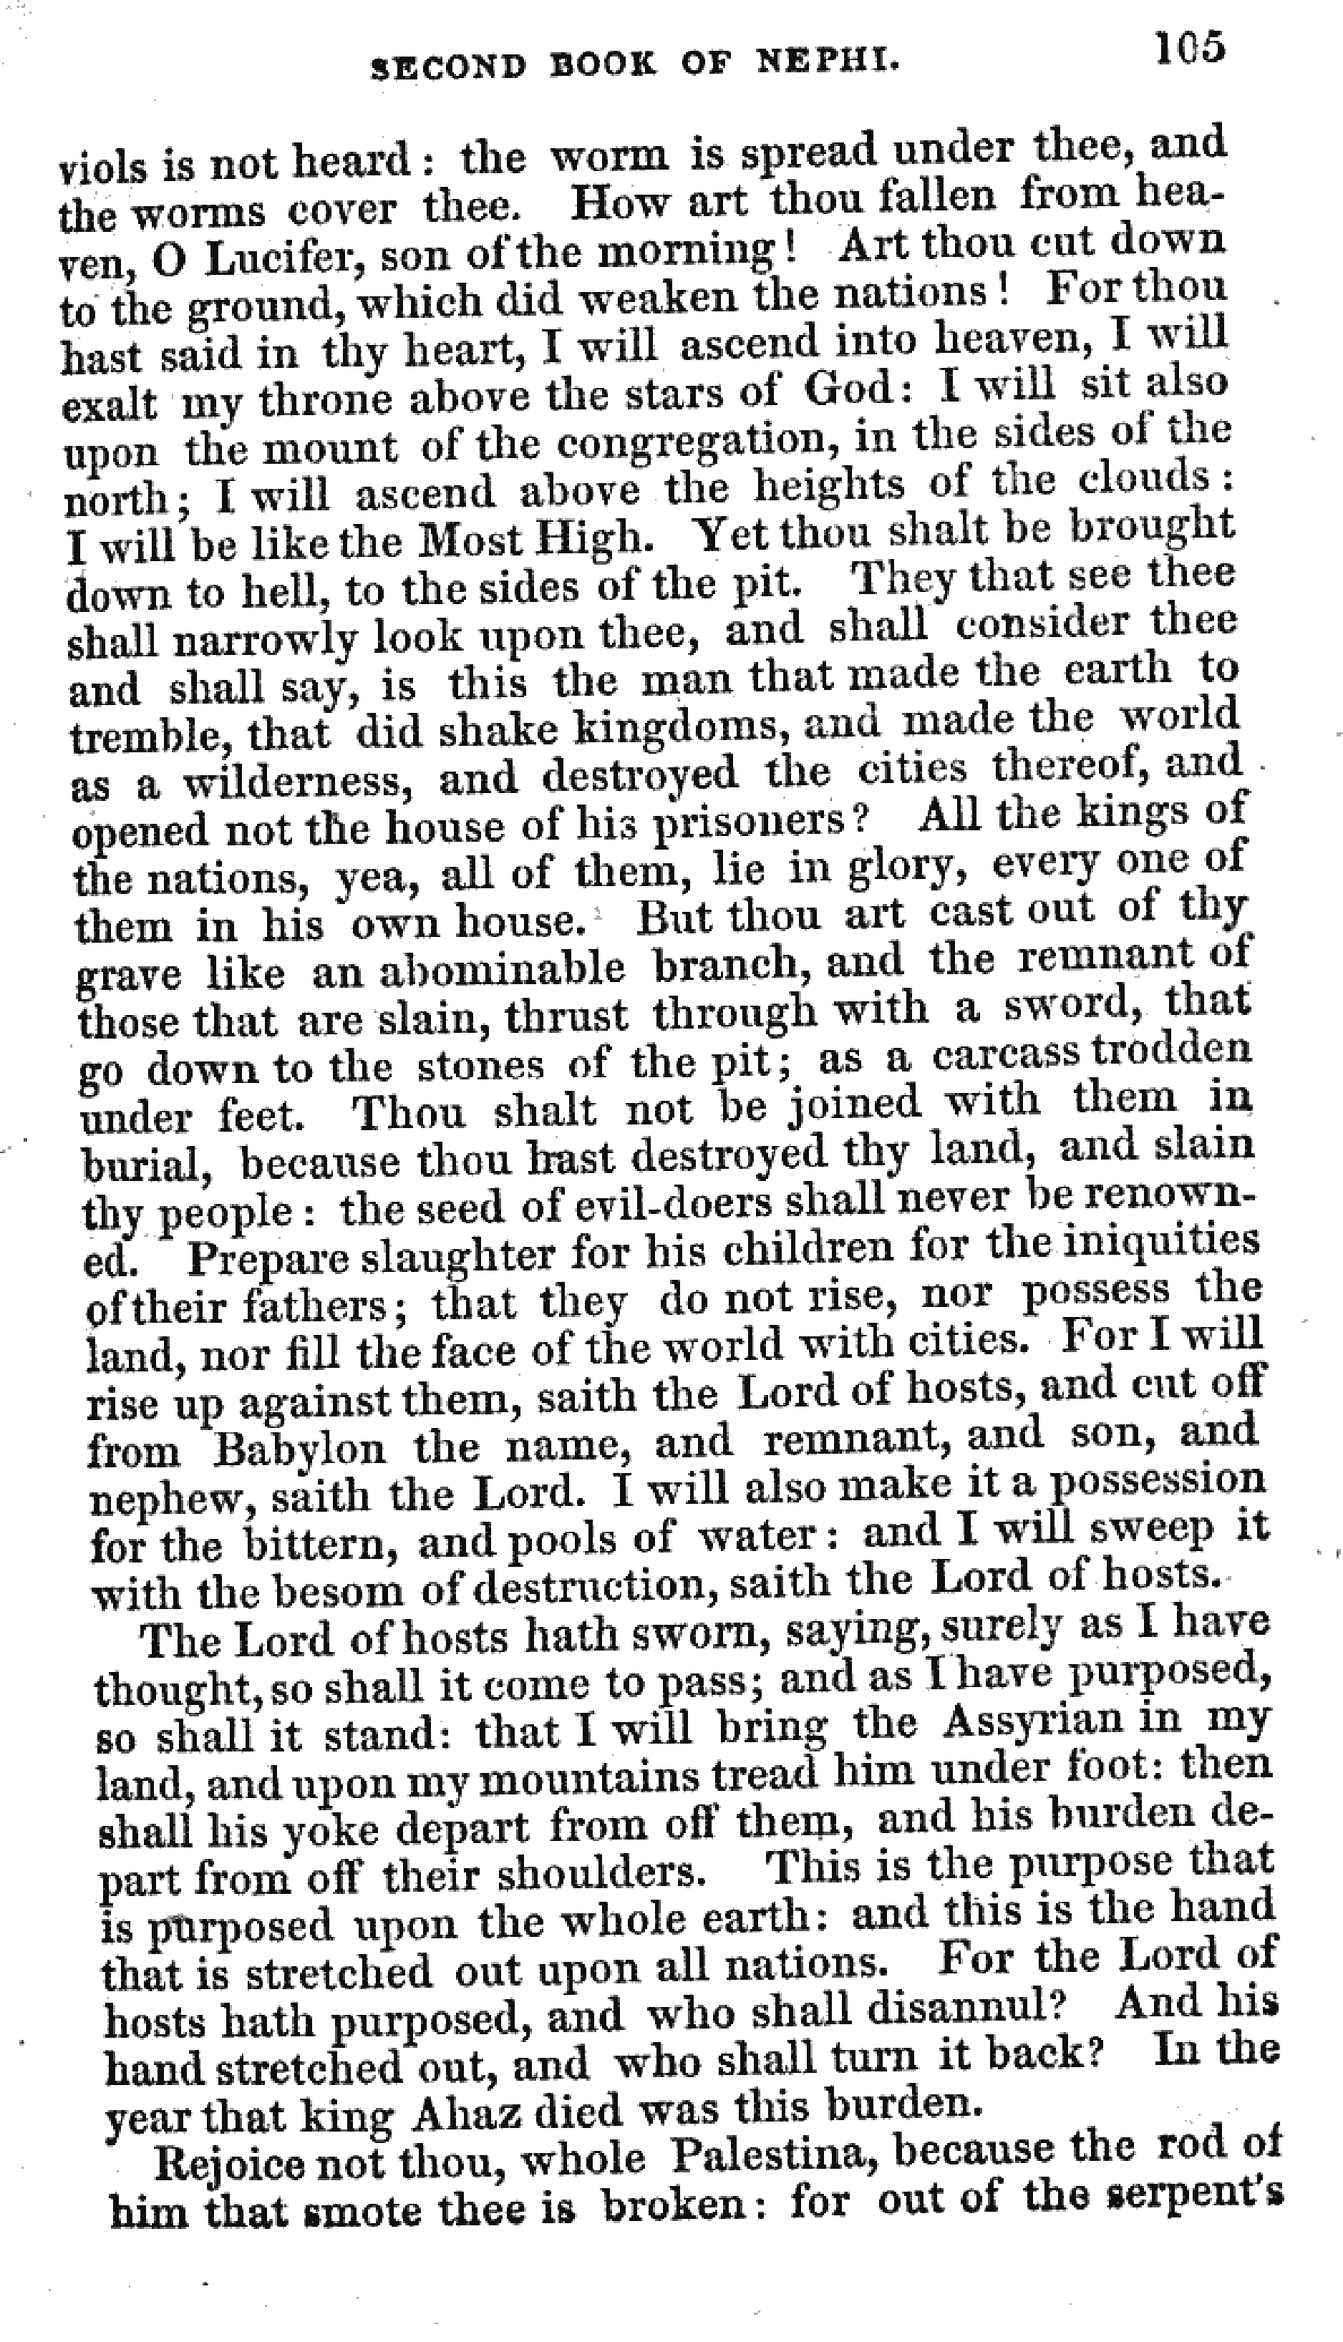 SECOND BOOK OF NEPHI. 105
viols is not heard: the worm is spread under thee, and
the worms cover thee. How art thou fallen from hea-
ven, O Lucifer, son of the morning! Art thou cut down
to the ground, which did weaken the nations! For thou
hast said in thy heart, I will ascend into heaven, I will
exalt my throne above the stars of God: I will sit also
upon the mount of the congregation, in the sides of the
north; I will ascend above the heights of the clouds:
I will be like the Most High. Yet thou shalt be brought
down to hell, to the sides of the pit. They that see thee
shall narrowly look upon thee, and shall consider thee
and shall say, is this the man that made the earth to
tremble, that did shake kingdoms, and made the world
as a wilderness, and destroyed the cities thereof, and
opened not the house of his prisoners? All the kings of
the nations, yea, all of them, lie in glory, every one of
them in his own house. But thou art cast out of thy
grave like an abominable branch, and the remnant of
those that are slain, thrust through with a sword, that
go down to the stones of the pit; as a carcass trodden
under feet. Thou shalt not be joined with them in
burial, because thou hast destroyed thy land, and slain
thy people: the seed of evil-doers shall never be renown-
ed. Prepare slaughter for his children for the iniquities
of their fathers; that they do not rise, nor possess the
land, nor fill the face of the world with cities. For I will
rise up against them, saith the Lord of hosts, and cut off
from Babylon the name, and remnant, and son, and
nephew, saith the Lord. I will also make it a possession
for the bittern, and pools of water: and I will sweep it
with the besom of destruction, saith the Lord of hosts.
The Lord of hosts hath sworn, saying, surely as I have
thought, so shall it come to pass; and as I have purposed,
so shall it stand: that I will bring the Assyrian in my
land, and upon my mountains tread him under foot: then
shall his yoke depart from off them, and his burden de-
part from off their shoulders. This is the purpose that
is purposed upon the whole earth: and this is the hand
that is stretched out upon all nations. For the Lord of
hosts hath purposed, and who shall disannul? And his
hand stretched out, and who shall turn it back? In the
year that king Ahaz died was this burden.
Rejoice not thou, whole Palestina, because the rod of
him that smote thee is broken: for out of the serpent's